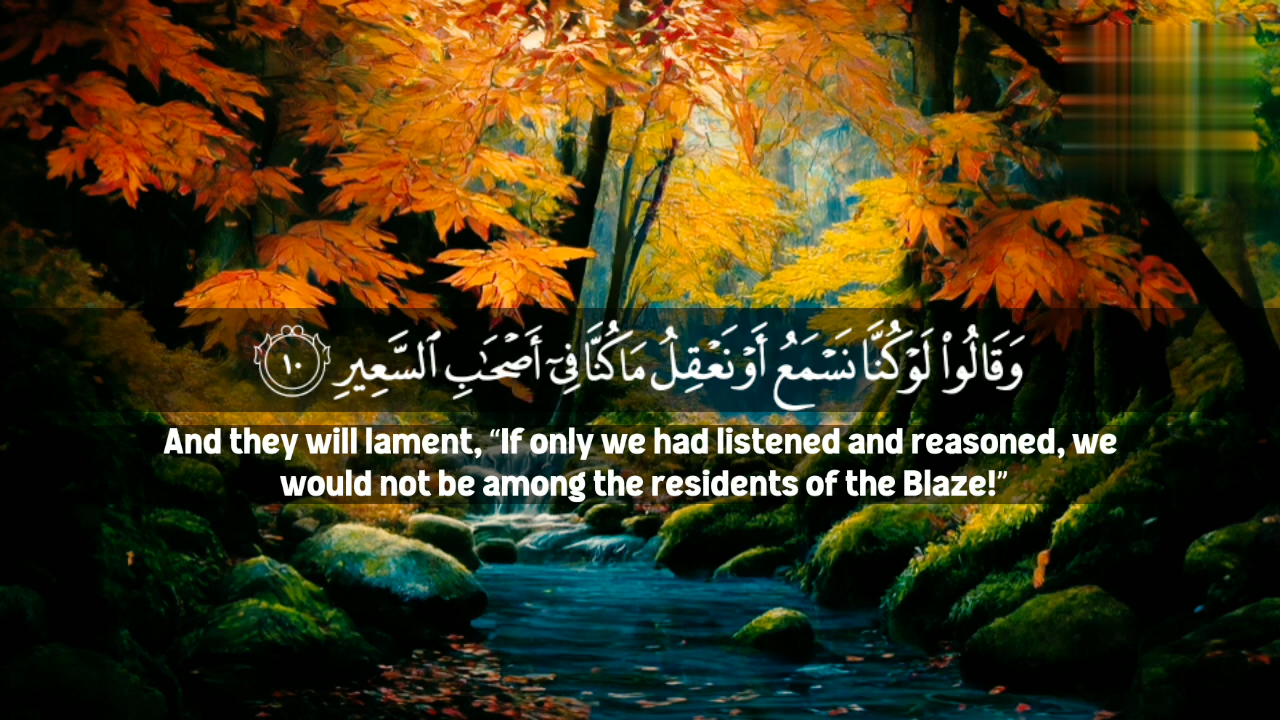 وَقَالُوا۟ لَوْ كُنَّا نَسْمَعُ أَوْ نَعْقِلُ مَا كُنَّا فِىٓ أَصْحَـٰبِ ٱلسَّعِيرِ ١٠
And they will lament, “If only we had listened and reasoned, we
would not be among the residents of the Blaze!”